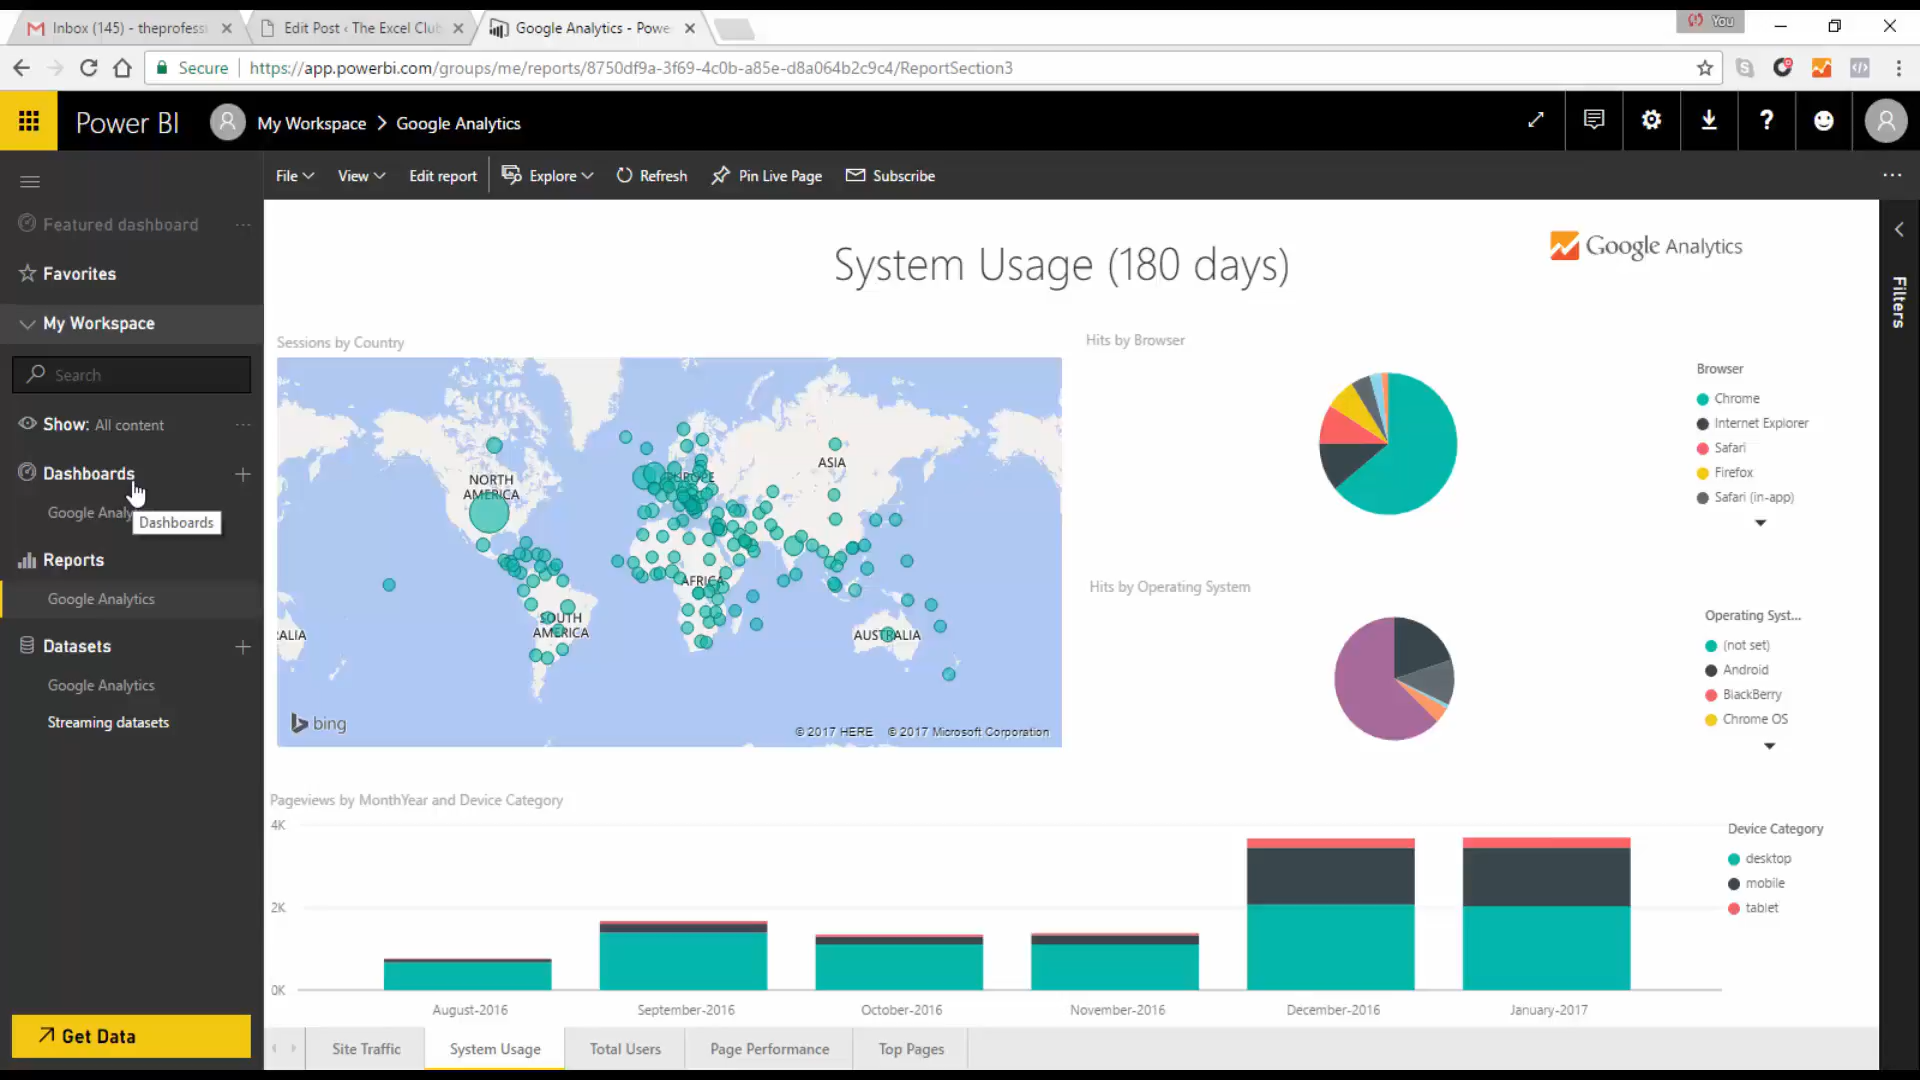 Inbox (145) - theprofessi
Edit Post ‹ The Excel Club
Google Analytics - Powe
You
Secure
https://app.powerbi.com/groups/me/reports/8750df9a-3f69-4c0b-a85e-d8a064b2c9c4/ReportSection3
Power BI
My Workspace > Google Analytics
File
View
Edit report
Explore
Refresh
Pin Live Page
Subscribe
Featured dashboard
Favorites
My Workspace
Search
Show: All content
Dashboards
Google Analy
Dashboards
Reports
Google Analytics
Datasets
Google Analytics
Streaming datasets
Get Data
System Usage (180 days)
Google Analytics
Filters
Sessions by Country
NORTH
AMERICA
EUROPE
ASIA
AFRICA
SOUTH
AMERICA
AUSTRALIA
ALIA
bing
© 2017 HERE © 2017 Microsoft Corporation
Hits by Browser
Browser
Chrome
Internet Explorer
Safari
Firefox
Safari (in-app)
Hits by Operating System
Operating Syst...
(not set)
Android
BlackBerry
Chrome OS
Pageviews by MonthYear and Device Category
4K
2K
0K
August-2016
September-2016
October-2016
November-2016
December-2016
January-2017
Device Category
desktop
mobile
tablet
Site Traffic
System Usage
Total Users
Page Performance
Top Pages